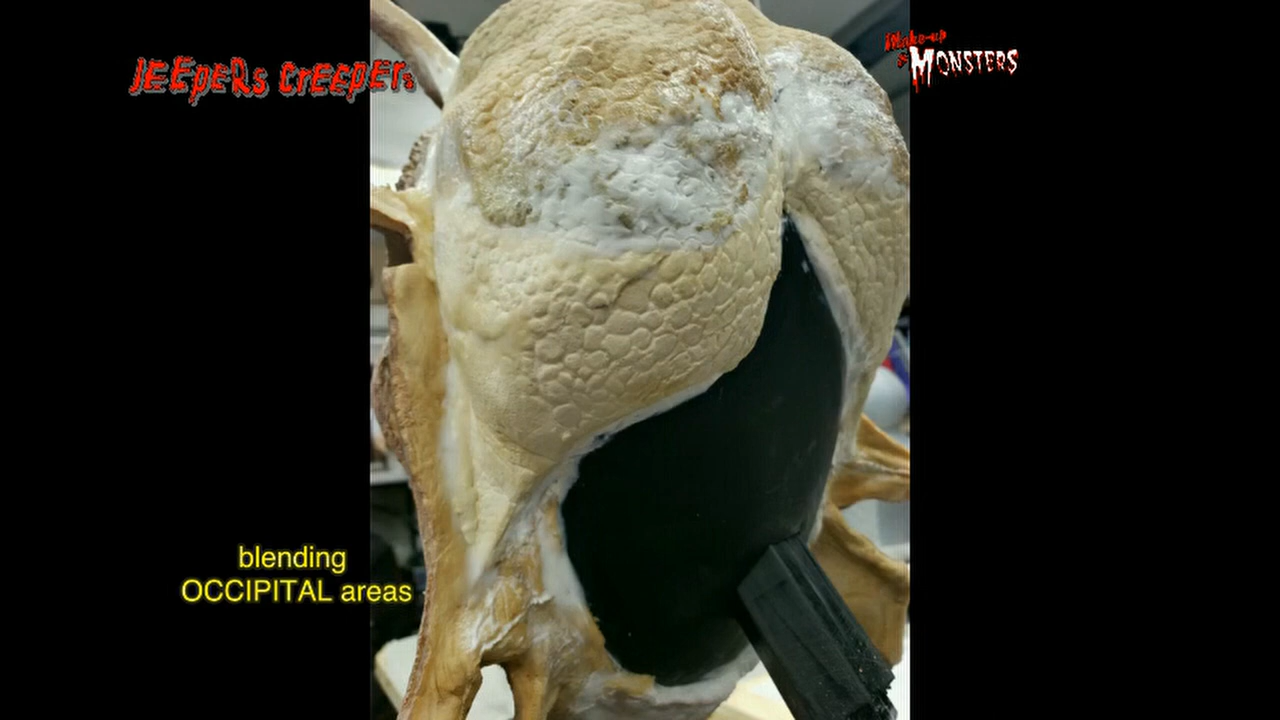 JEEPERS CREEPERS
Make-up
& MONSTERS
blending
OCCIPITAL areas